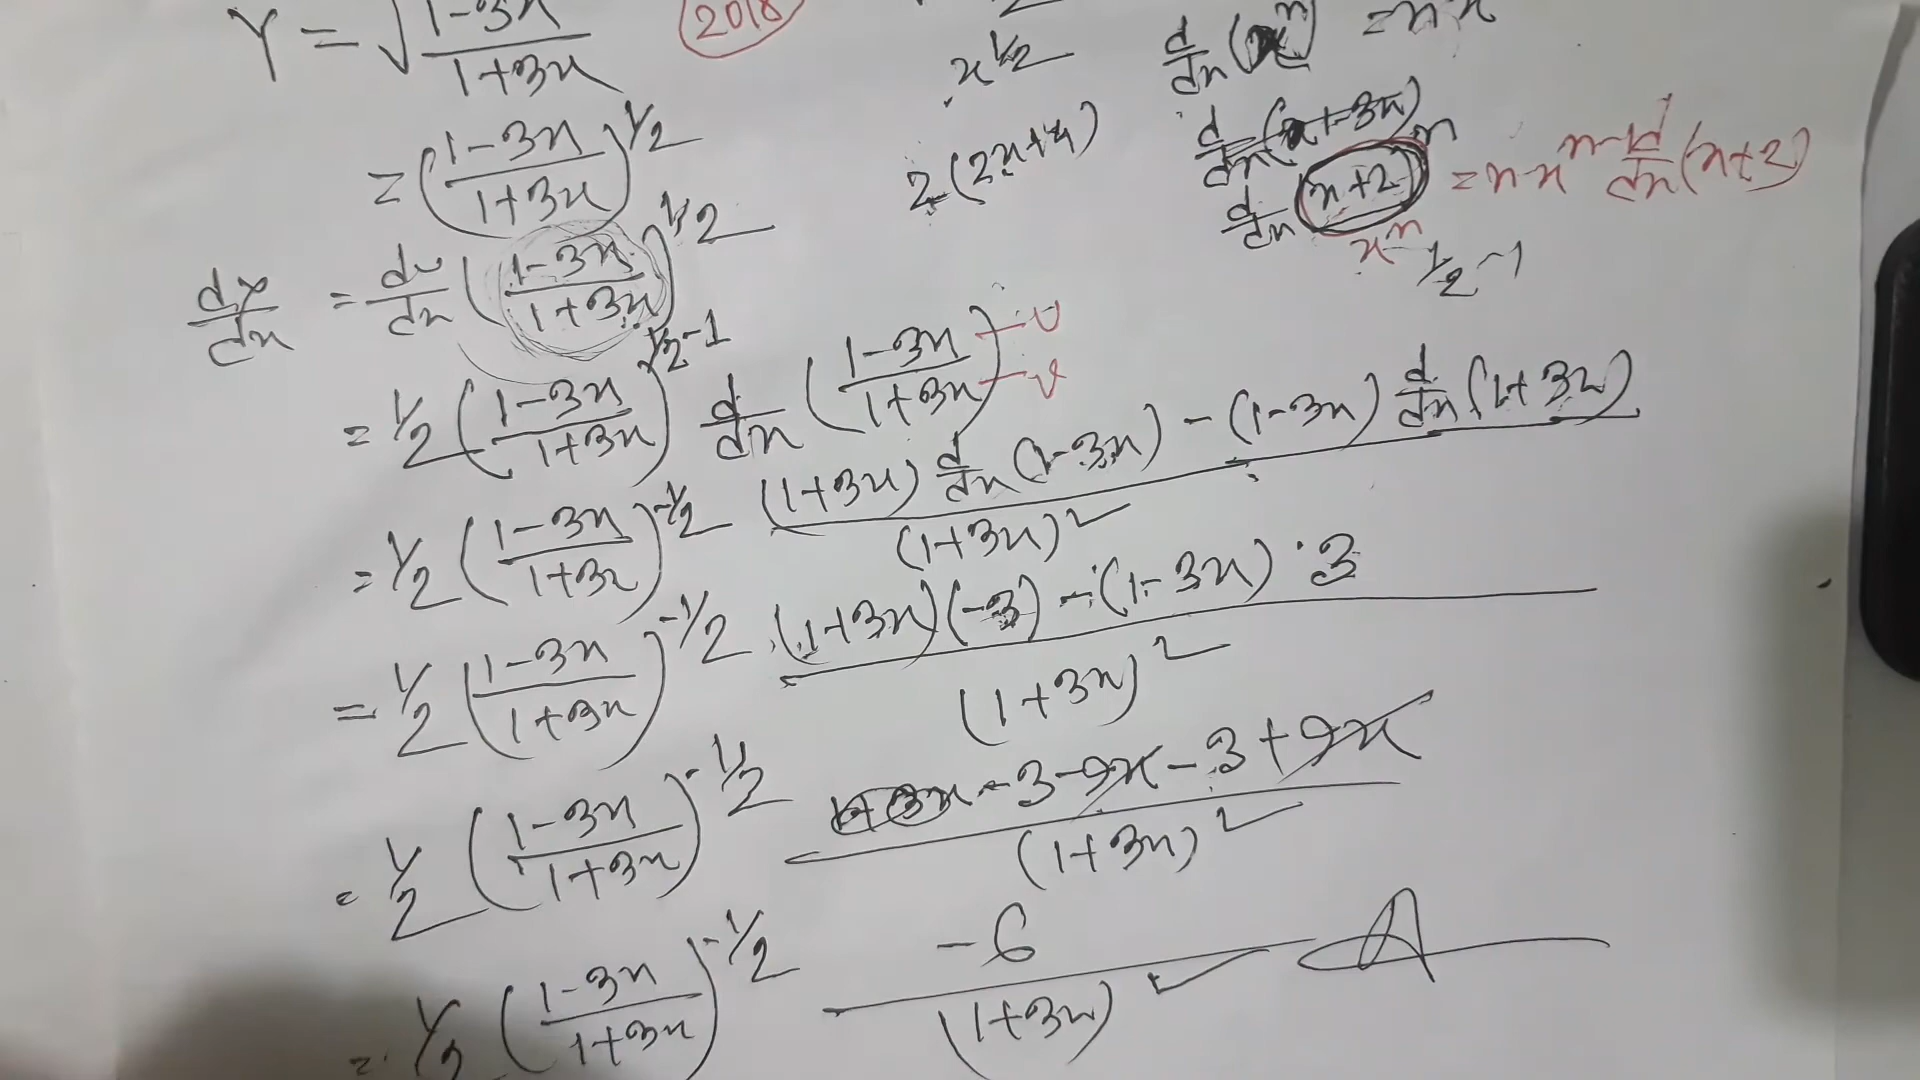 Y = √(1-3x / 1+3x) (2018)
= (1-3x / 1+3x)^1/2
dy/dx = d/dx (1-3x / 1+3x)^1/2
= 1/2 (1-3x / 1+3x)^1/2-1 d/dx (1-3x / 1+3x) - u - v
= 1/2 (1-3x / 1+3x)^-1/2 (1+3x) d/dx (1-3x) - (1-3x) d/dx (1+3x) / (1+3x)^2
= 1/2 (1-3x / 1+3x)^-1/2 (1+3x)(-3) - (1-3x) · 3 / (1+3x)^2
= 1/2 (1-3x / 1+3x)^-1/2 -3-9x-3+9x / (1+3x)^2
= 1/2 (1-3x / 1+3x)^-1/2 -6 / (1+3x)^2 A
x^1/2
2(2x+4)
d/dx (x^n) = n·x
d/dx (x+2)^n = n·x^n-1 d/dx (x+2)
x^n
1/2-1